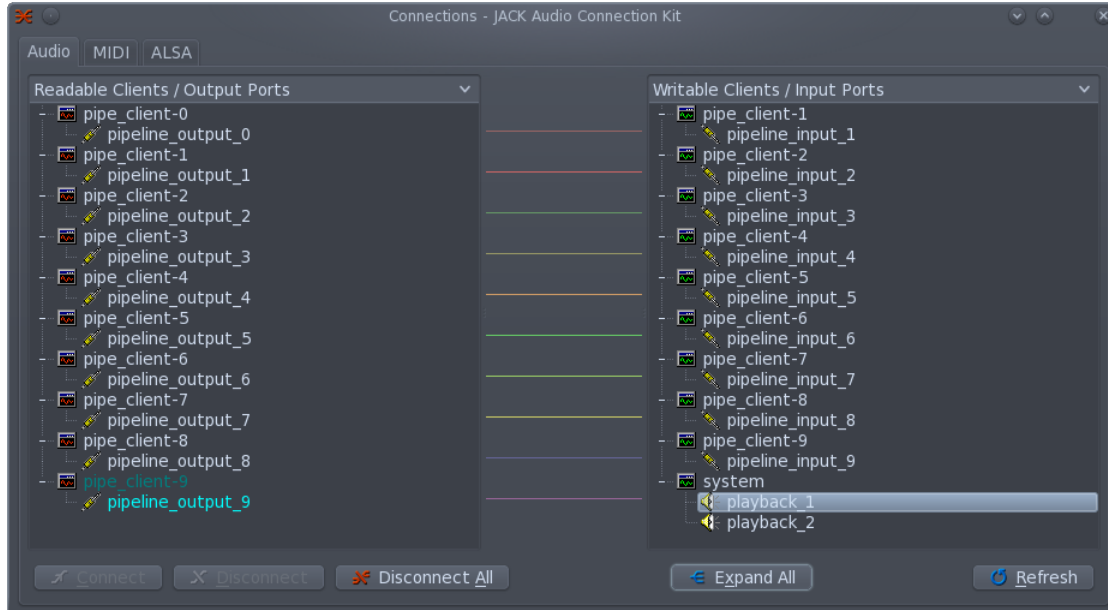 Connections - JACK Audio Connection Kit
Audio MIDI ALSA
Readable Clients / Output Ports
pipe_client-0
pipeline_output_0
pipe_client-1
pipeline_output_1
pipe_client-2
pipeline_output_2
pipe_client-3
pipeline_output_3
pipe_client-4
pipeline_output_4
pipe_client-5
pipeline_output_5
pipe_client-6
pipeline_output_6
pipe_client-7
pipeline_output_7
pipe_client-8
pipeline_output_8
pipe_client-9
pipeline_output_9
Writable Clients / Input Ports
pipe_client-1
pipeline_input_1
pipe_client-2
pipeline_input_2
pipe_client-3
pipeline_input_3
pipe_client-4
pipeline_input_4
pipe_client-5
pipeline_input_5
pipe_client-6
pipeline_input_6
pipe_client-7
pipeline_input_7
pipe_client-8
pipeline_input_8
pipe_client-9
pipeline_input_9
system
playback_1
playback_2
Connect Disconnect Disconnect All Expand All Refresh